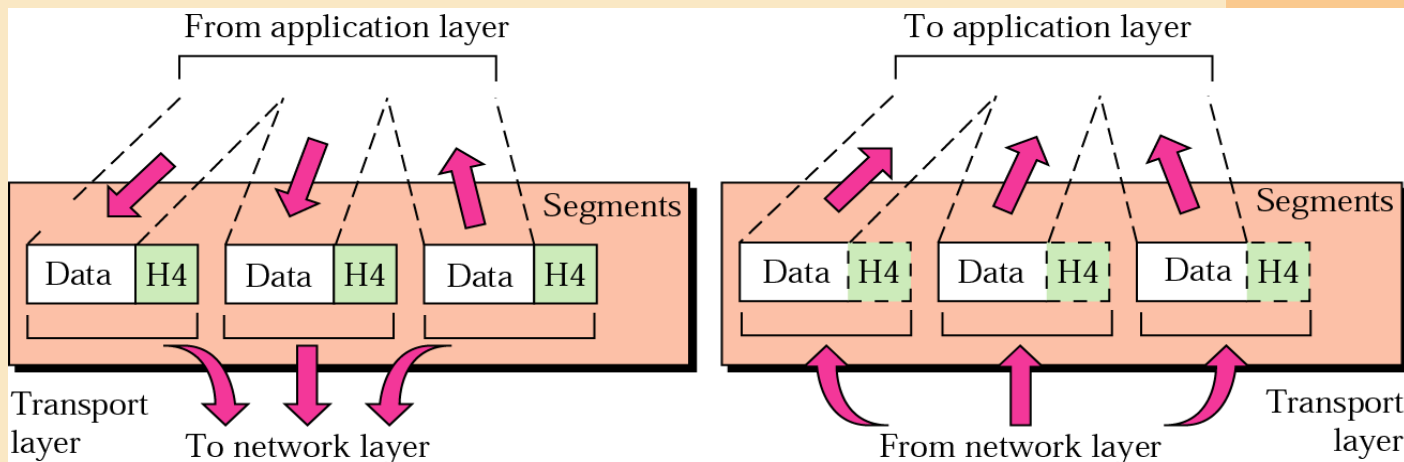 From application layer
Segments
Data H4 Data H4 Data H4
Transport
layer
To network layer
To application layer
Segments
Data H4 Data H4 Data H4
From network layer
Transport
layer